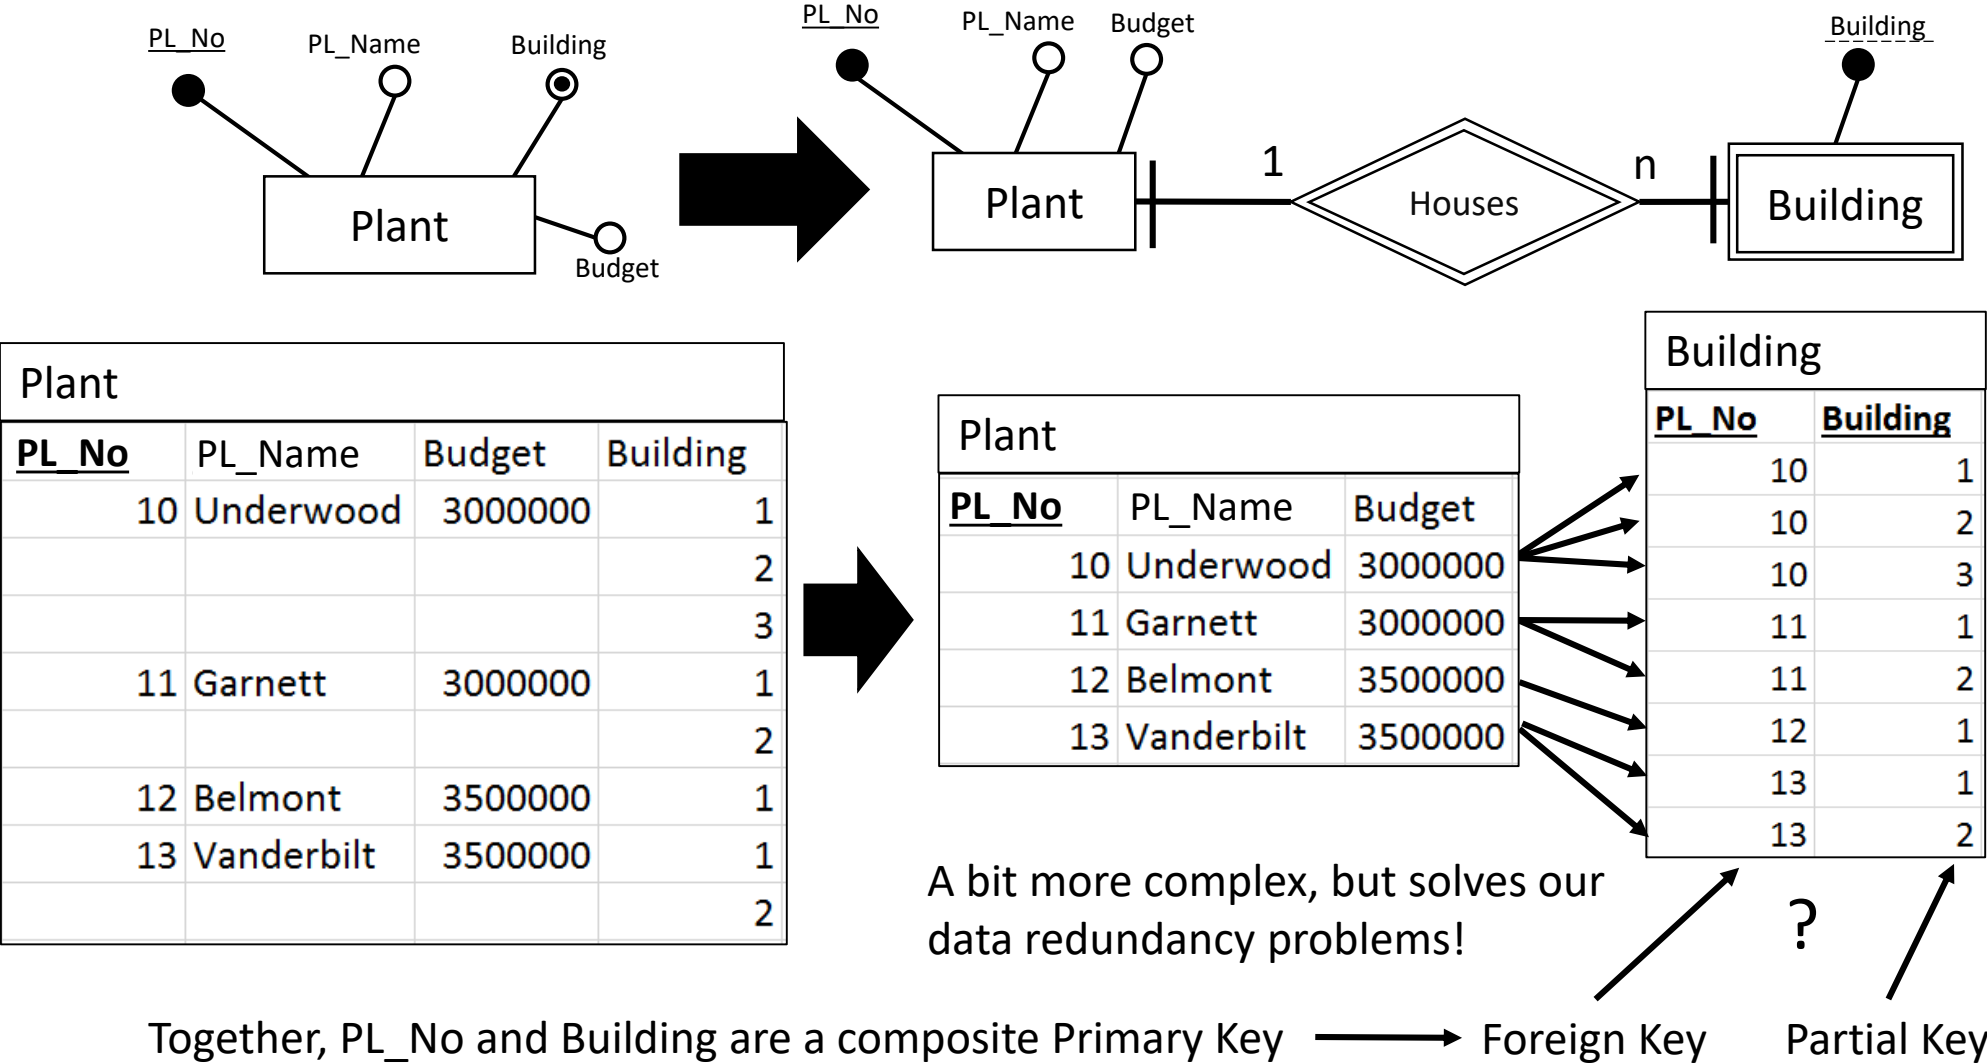 PL_No
PL_Name
Building
Plant
Budget
PL_No
PL_Name
Budget
Building
Plant
1
Houses
n
Building
Plant
PL_No PL_Name Budget Building
10 Underwood 3000000 1
2
3
11 Garnett 3000000 1
2
12 Belmont 3500000 1
13 Vanderbilt 3500000 1
2
Plant
PL_No PL_Name Budget
10 Underwood 3000000
11 Garnett 3000000
12 Belmont 3500000
13 Vanderbilt 3500000
Building
PL_No Building
10 1
10 2
10 3
11 1
11 2
12 1
13 1
13 2
A bit more complex, but solves our
data redundancy problems!
?
Together, PL_No and Building are a composite Primary Key
Foreign Key
Partial Key